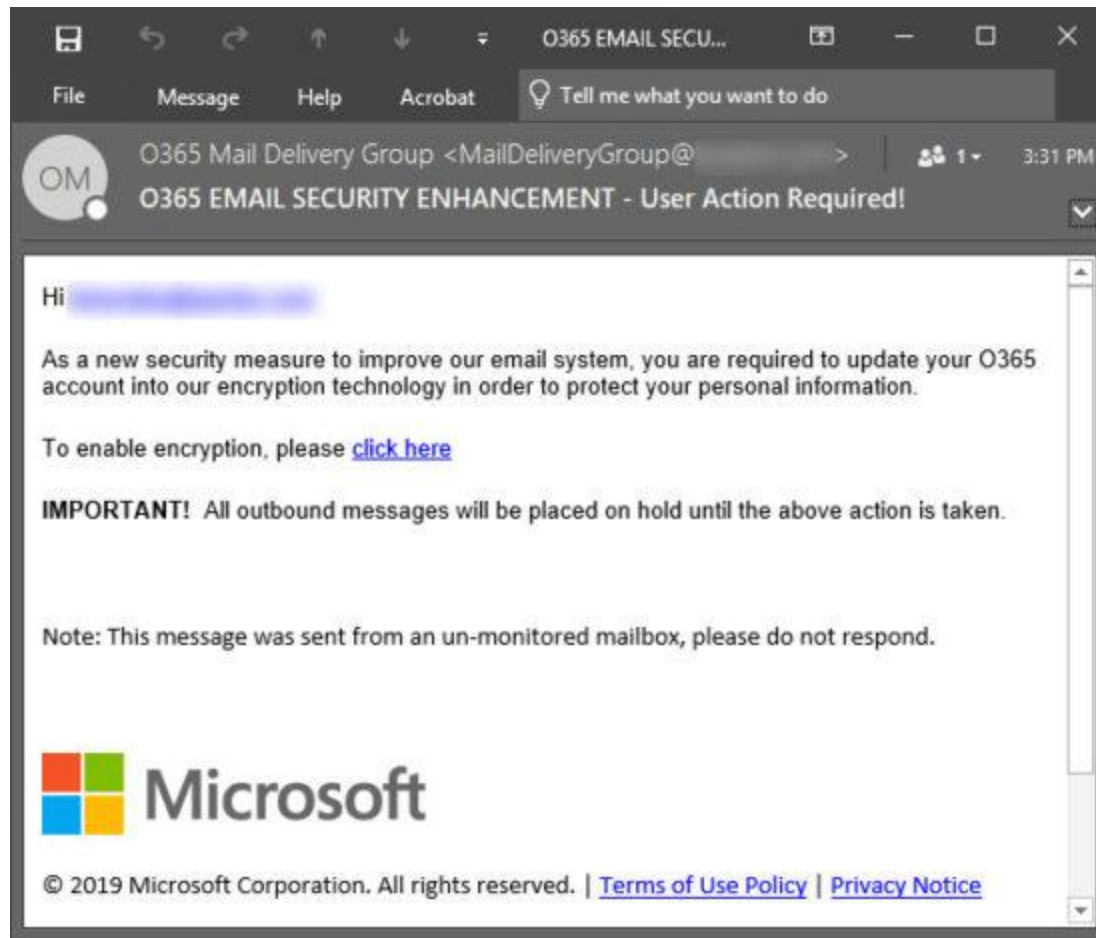 O365 EMAIL SECU...
File Message Help Acrobat Tell me what you want to do
OM
O365 Mail Delivery Group <MailDeliveryGroup@ > 1 3:31 PM
O365 EMAIL SECURITY ENHANCEMENT - User Action Required!
Hi
As a new security measure to improve our email system, you are required to update your O365
account into our encryption technology in order to protect your personal information.
To enable encryption, please click here
IMPORTANT! All outbound messages will be placed on hold until the above action is taken.
Note: This message was sent from an un-monitored mailbox, please do not respond.
Microsoft
© 2019 Microsoft Corporation. All rights reserved. | Terms of Use Policy | Privacy Notice